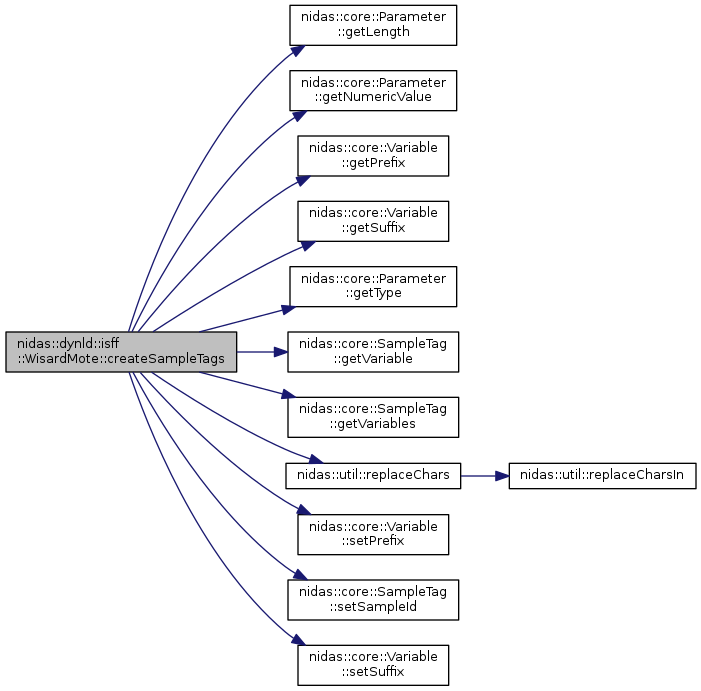 nidas::core::Parameter
::getLength
nidas::core::Parameter
::getNumericValue
nidas::core::Variable
::getPrefix
nidas::core::Variable
::getSuffix
nidas::core::Parameter
::getType
nidas::dynld::isff
::WisardMote::createSampleTags
nidas::core::SampleTag
::getVariable
nidas::core::SampleTag
::getVariables
nidas::util::replaceChars
nidas::util::replaceCharsIn
nidas::core::Variable
::setPrefix
nidas::core::SampleTag
::setSampleId
nidas::core::Variable
::setSuffix